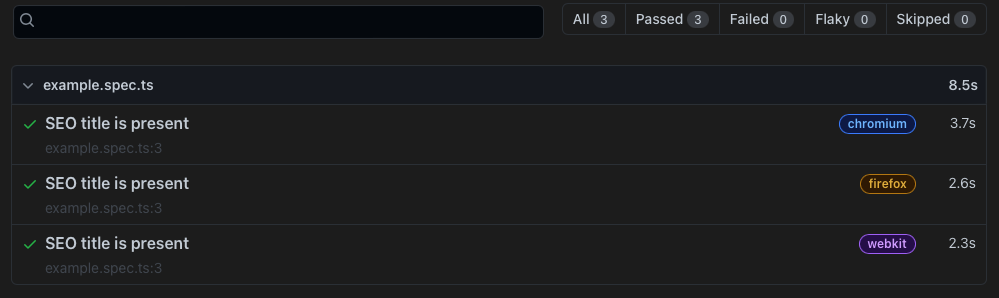 All 3 Passed 3 Failed 0 Flaky 0 Skipped 0
example.spec.ts 8.5s
SEO title is present chromium 3.7s
example.spec.ts:3
SEO title is present firefox 2.6s
example.spec.ts:3
SEO title is present webkit 2.3s
example.spec.ts:3